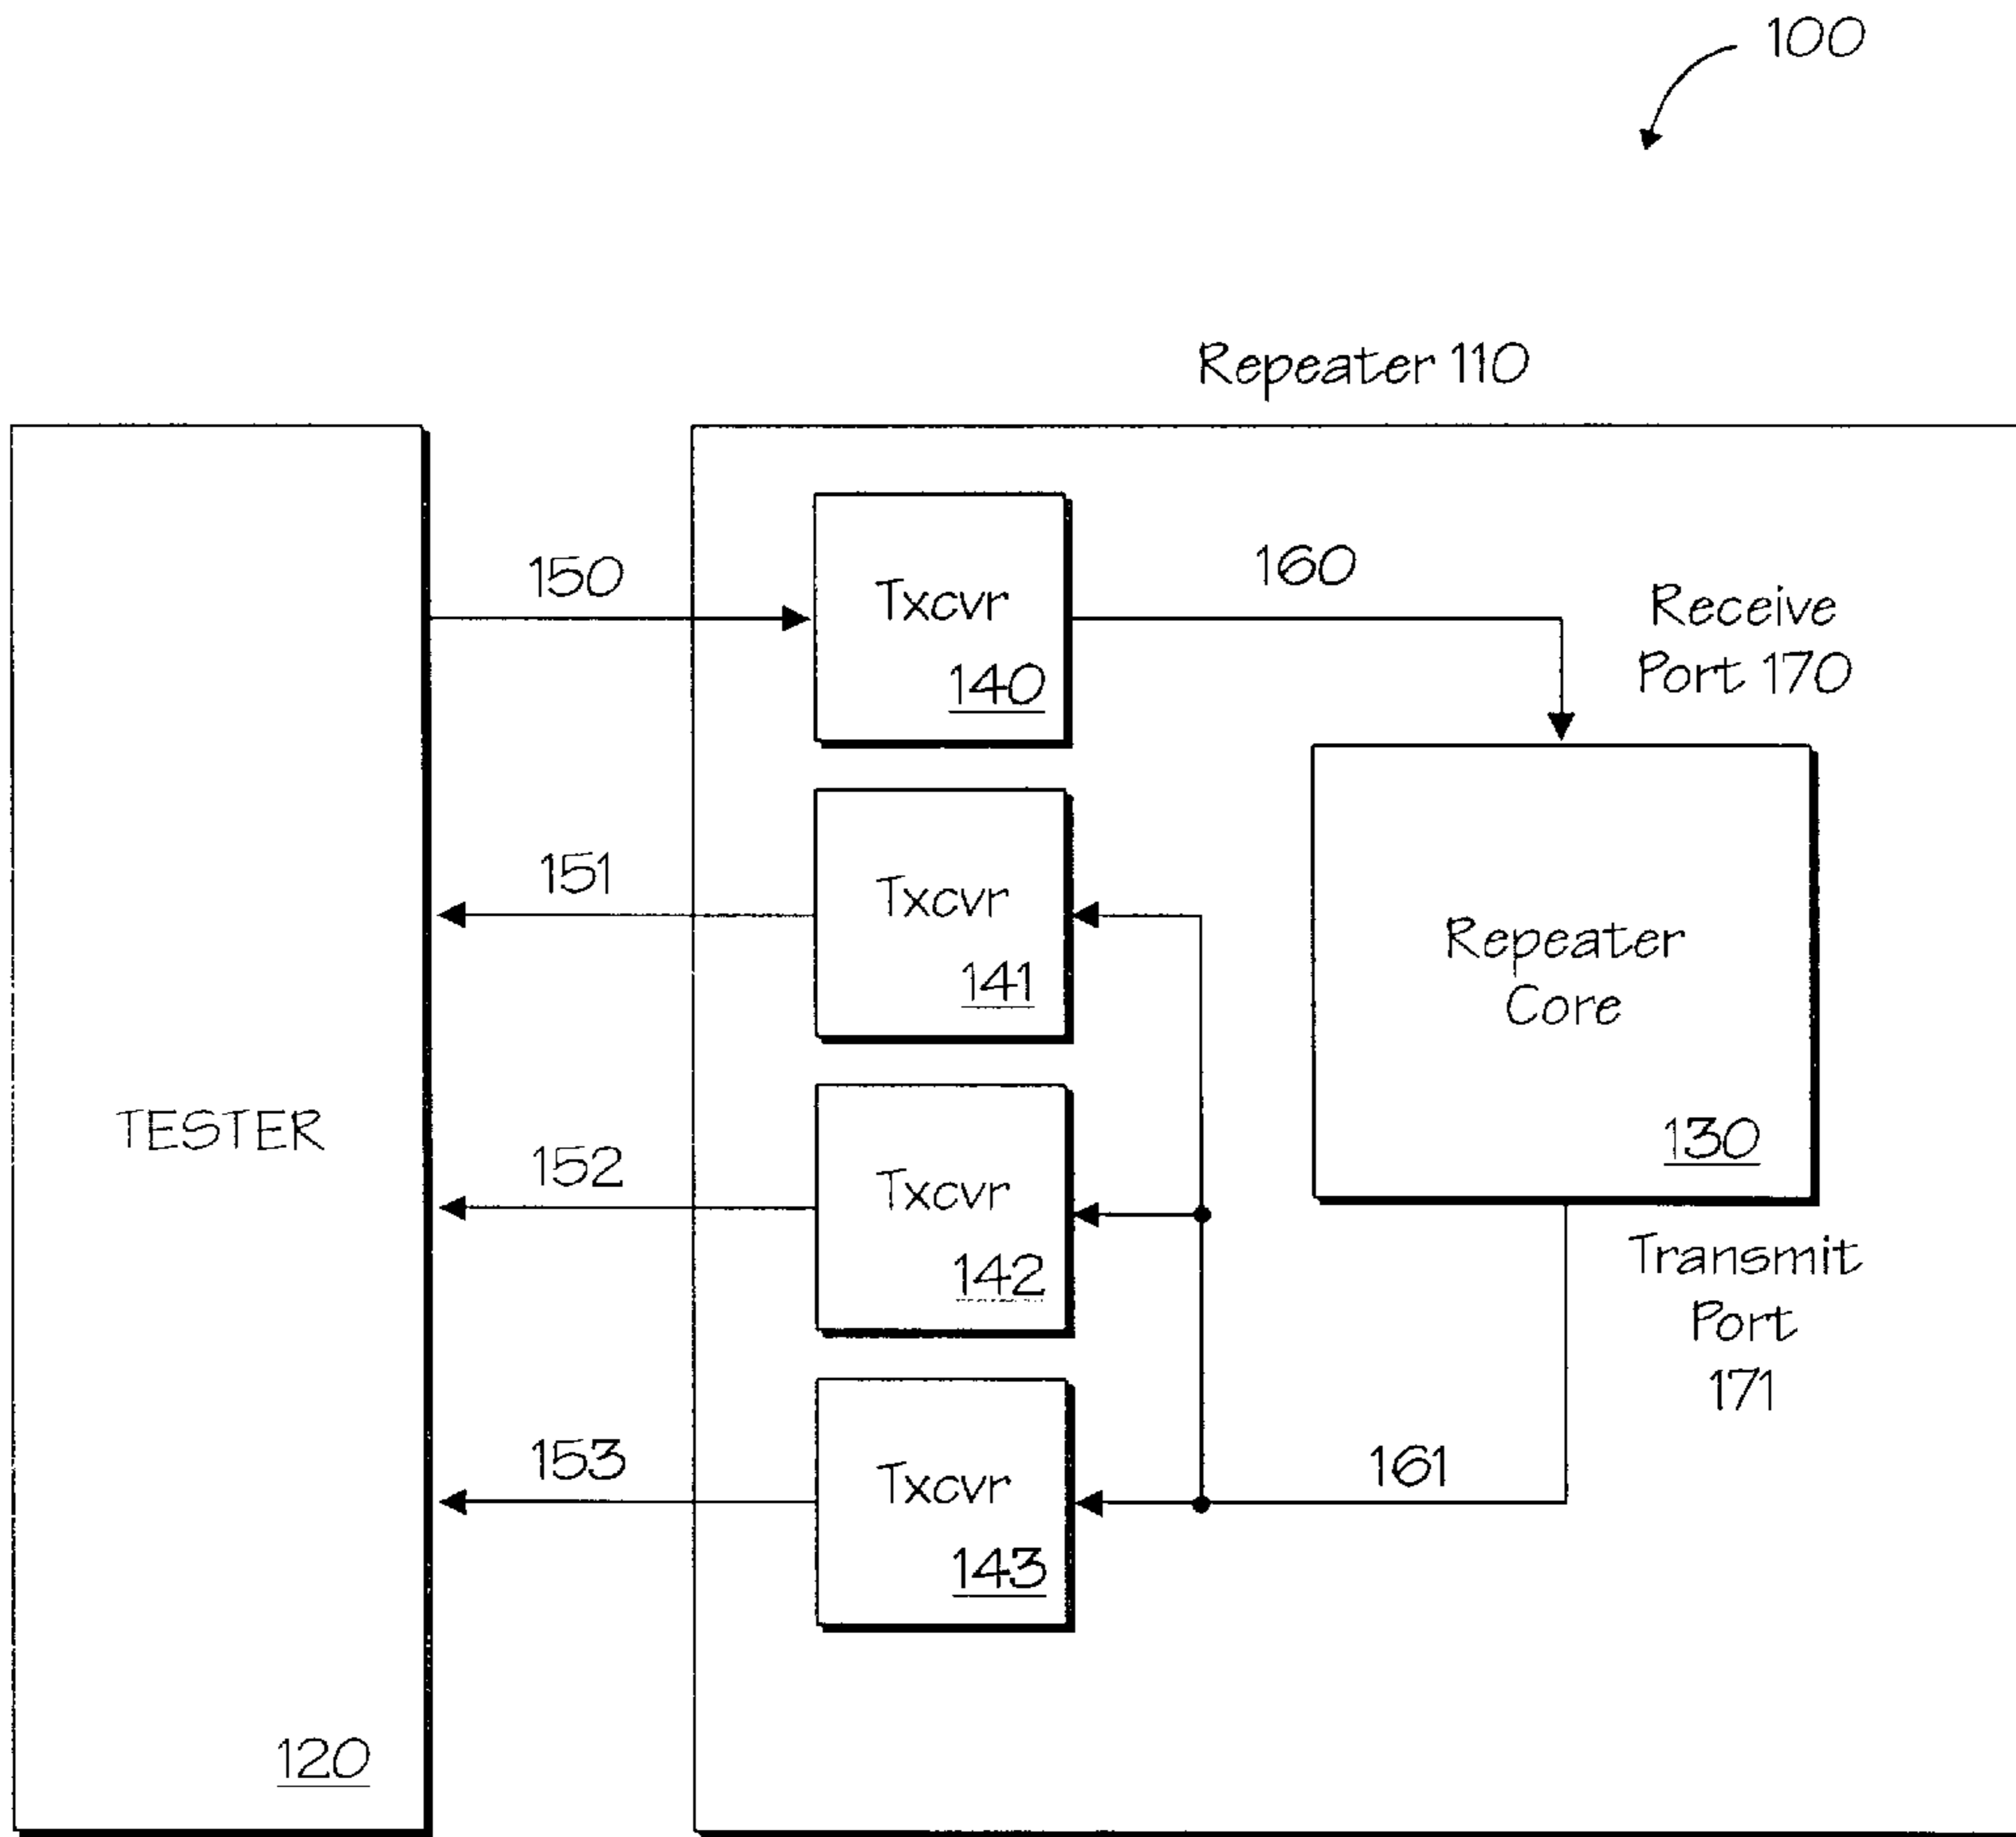 100
Repeater 110
150
Txcvr
140
160
Receive
Port 170
151
Txcvr
141
Repeater
Core
130
TESTER
152
Txcvr
142
Transmit
Port
171
153
Txcvr
143
161
120